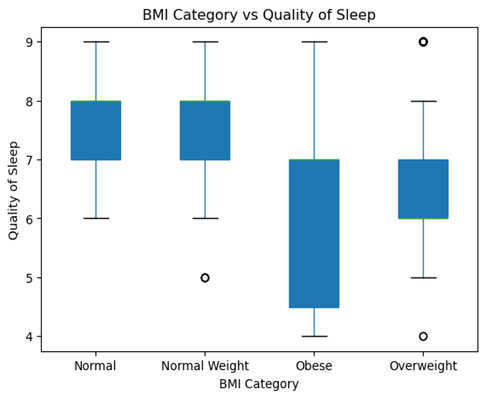 BMI Category vs Quality of Sleep
Quality of Sleep
9
8
7
6
5
4
Normal Normal Weight Obese Overweight
BMI Category